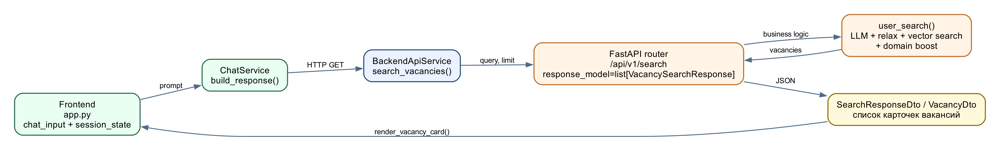 Frontend
app.py
chat_input + session_state
prompt
ChatService
build_response()
HTTP GET
BackendApiService
search_vacancies()
query, limit
FastAPI router
/api/v1/search
response_model=list[VacancySearchResponse]
business logic
vacancies
user_search()
LLM + relax + vector search
+ domain boost
JSON
SearchResponseDto / VacancyDto
список карточек вакансий
render_vacancy_card()